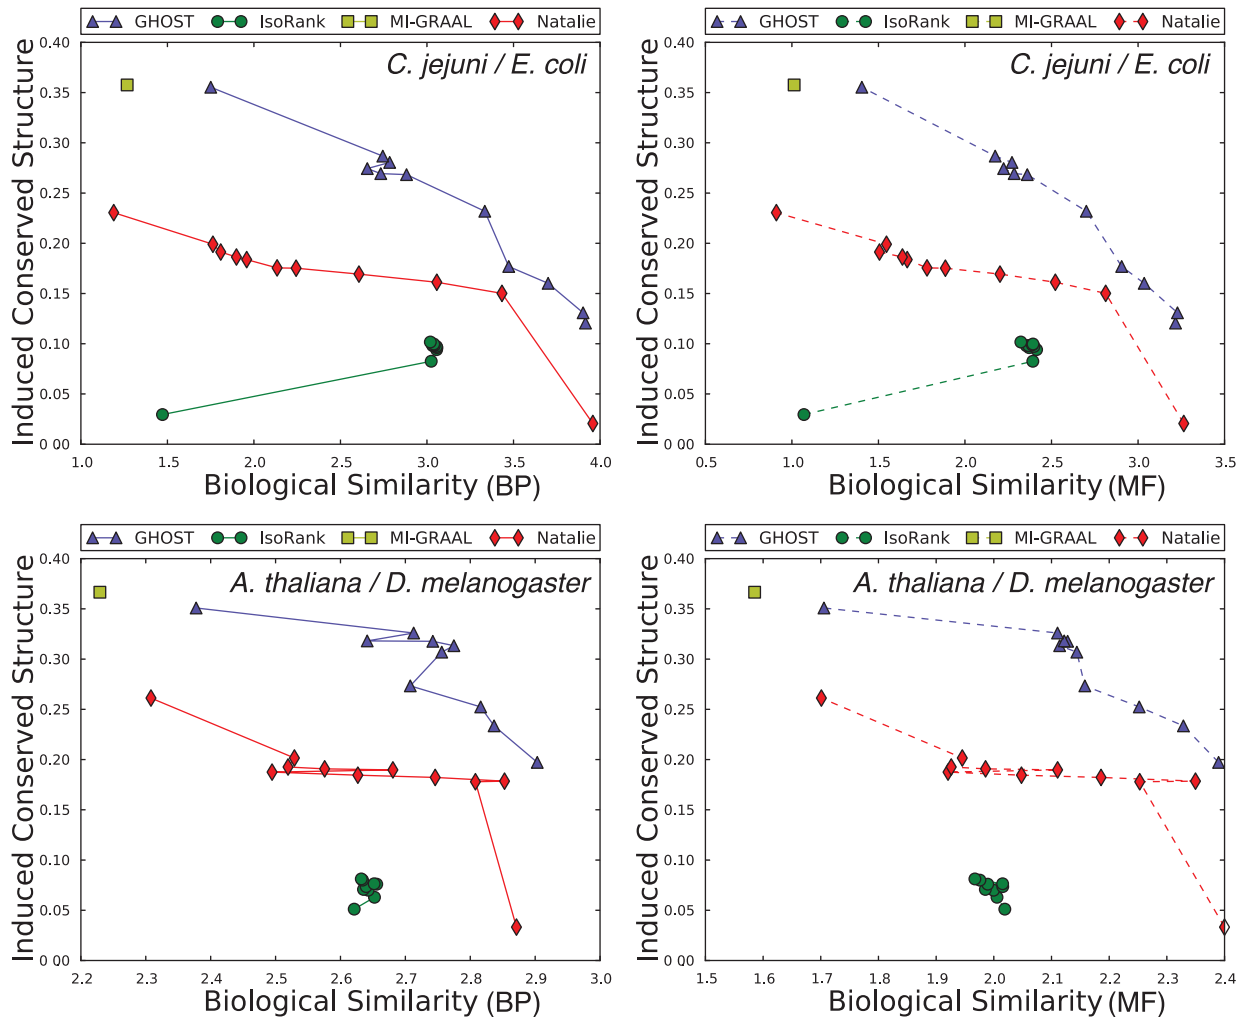 GHOST IsoRank MI-GRAAL Natalie
C. jejuni / E. coli
Induced Conserved Structure
0.40
0.35
0.30
0.25
0.20
0.15
0.10
0.05
0 00
1.0 1.5 2.0 2.5 3.0 3.5 4.0
Biological Similarity (BP)
GHOST IsoRank MI-GRAAL Natalie
C. jejuni / E. coli
Induced Conserved Structure
0.40
0.35
0.30
0.25
0.20
0.15
0.10
0.05
0 00
0.5 1.0 1.5 2.0 2.5 3.0 3.5
Biological Similarity (MF)
GHOST IsoRank MI-GRAAL Natalie
A. thaliana / D. melanogaster
Induced Conserved Structure
0.40
0.35
0.30
0.25
0.20
0.15
0.10
0.05
0 00
2.2 2.3 2.4 2.5 2.6 2.7 2.8 2.9 3.0
Biological Similarity (BP)
GHOST IsoRank MI-GRAAL Natalie
A. thaliana / D. melanogaster
Induced Conserved Structure
0.40
0.35
0.30
0.25
0.20
0.15
0.10
0.05
0 00
1.5 1.6 1.7 1.8 1.9 2.0 2.1 2.2 2.3 2.4
Biological Similarity (MF)